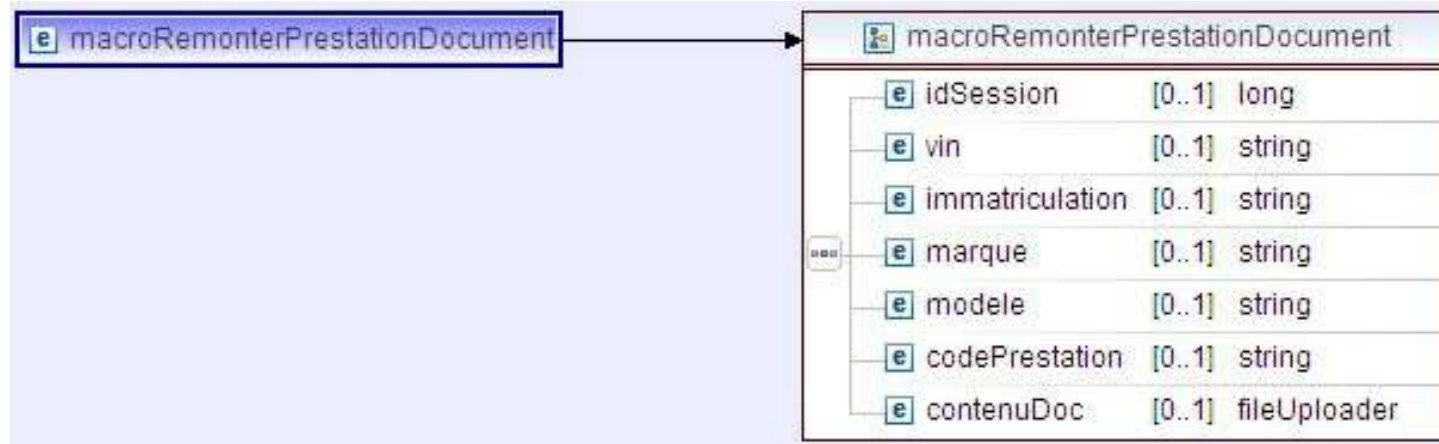 e macroRemonterPrestationDocument
macroRemonterPrestationDocument
e idSession [0..1] long
e vin [0..1] string
e immatriculation [0..1] string
e marque [0..1] string
e modele [0..1] string
e codePrestation [0..1] string
e contenuDoc [0..1] fileUploader